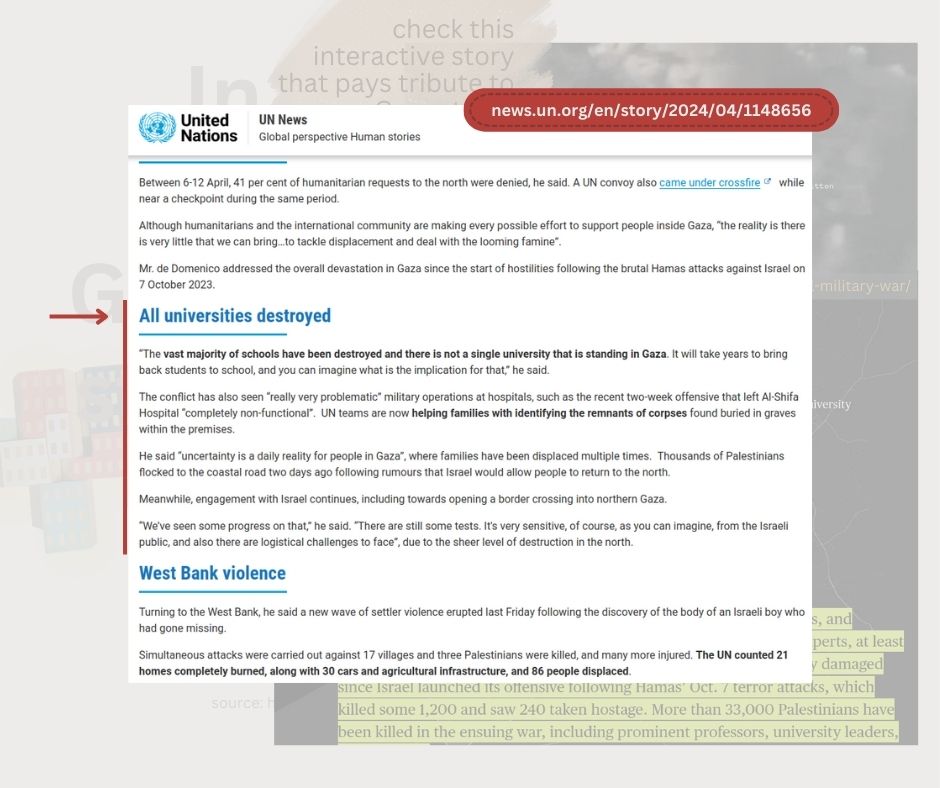 check this
interactive story
that pays tribute to
In
news.un.org/en/story/2024/04/1148656
United
Nations
UN News
Global perspective Human stories
Between 6-12 April, 41 per cent of humanitarian requests to the north were denied, he said. A UN convoy also came under crossfire while
near a checkpoint during the same period.
Although humanitarians and the international community are making every possible effort to support people inside Gaza, “the reality is there
is very little that we can bring…to tackle displacement and deal with the looming famine”.
Mr. de Domenico addressed the overall devastation in Gaza since the start of hostilities following the brutal Hamas attacks against Israel on
7 October 2023.
-military-war/
G
All universities destroyed
“The vast majority of schools have been destroyed and there is not a single university that is standing in Gaza. It will take years to bring
back students to school, and you can imagine what is the implication for that,” he said.
The conflict has also seen “really very problematic” military operations at hospitals, such as the recent two-week offensive that left Al-Shifa
Hospital “completely non-functional”. UN teams are now helping families with identifying the remnants of corpses found buried in graves
within the premises.
He said “uncertainty is a daily reality for people in Gaza”, where families have been displaced multiple times. Thousands of Palestinians
flocked to the coastal road two days ago following rumours that Israel would allow people to return to the north.
Meanwhile, engagement with Israel continues, including towards opening a border crossing into northern Gaza.
“We've seen some progress on that,” he said. “There are still some tests. It's very sensitive, of course, as you can imagine, from the Israeli
public, and also there are logistical challenges to face”, due to the sheer level of destruction in the north.
West Bank violence
Turning to the West Bank, he said a new wave of settler violence erupted last Friday following the discovery of the body of an Israeli boy who
had gone missing.
Simultaneous attacks were carried out against 17 villages and three Palestinians were killed, and many more injured. The UN counted 21
homes completely burned, along with 30 cars and agricultural infrastructure, and 86 people displaced.
s, and
perts, at least
y damaged
since Israel launched its offensive following Hamas' Oct. 7 terror attacks, which
killed some 1,200 and saw 240 taken hostage. More than 33,000 Palestinians have
been killed in the ensuing war, including prominent professors, university leaders,
source: h